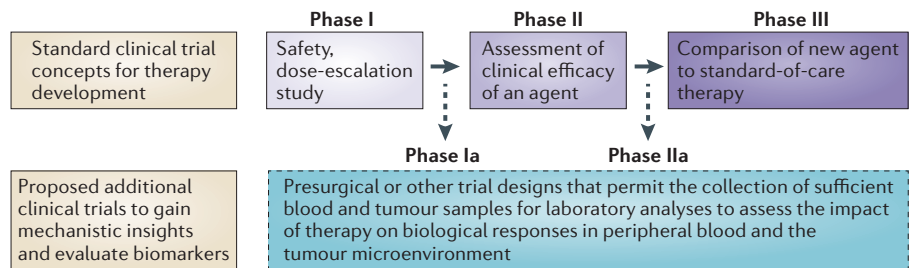 Phase I
Phase II
Phase III
Standard clinical trial
concepts for therapy
development
Safety,
dose-escalation
study
Assessment of
clinical efficacy
of an agent
Comparison of new agent
to standard-of-care
therapy
Phase Ia
Phase IIa
Proposed additional
clinical trials to gain
mechanistic insights
and evaluate biomarkers
Presurgical or other trial designs that permit the collection of sufficient
blood and tumour samples for laboratory analyses to assess the impact
of therapy on biological responses in peripheral blood and the
tumour microenvironment